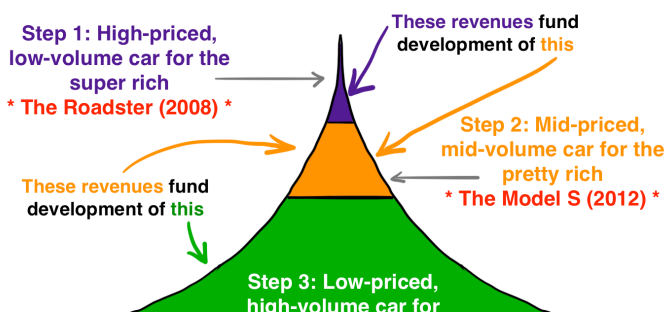 Step 1: High-priced,
low-volume car for the
super rich
* The Roadster (2008) *
These revenues fund
development of this
Step 2: Mid-priced,
mid-volume car for the
pretty rich
* The Model S (2012) *
These revenues fund
development of this
Step 3: Low-priced,
high-volume car for